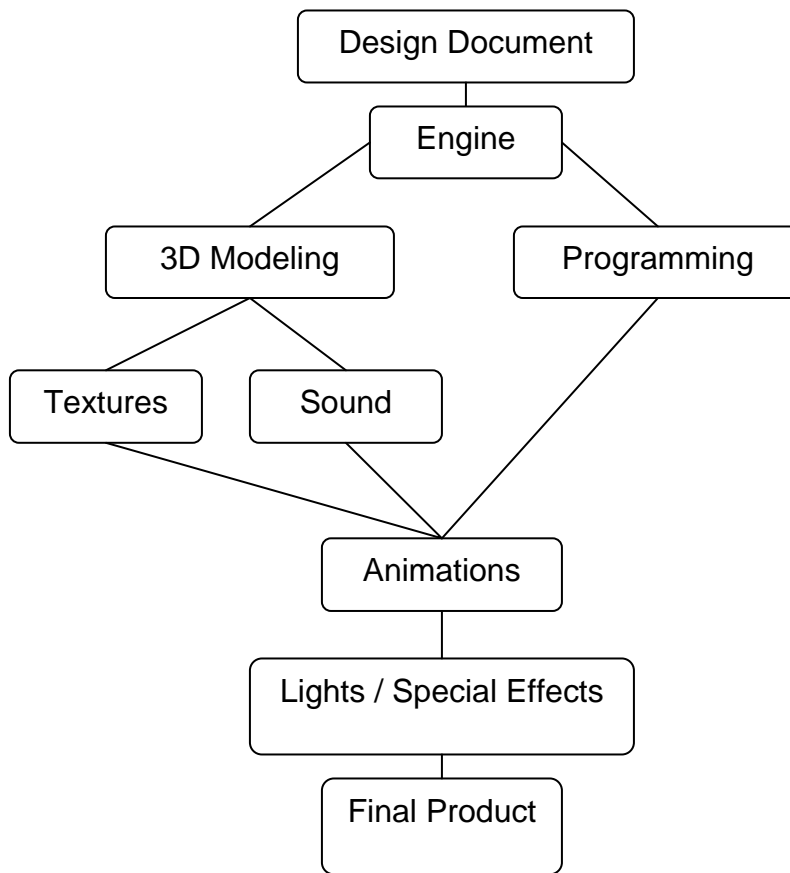 Design Document
Engine
3D Modeling
Programming
Textures
Sound
Animations
Lights / Special Effects
Final Product